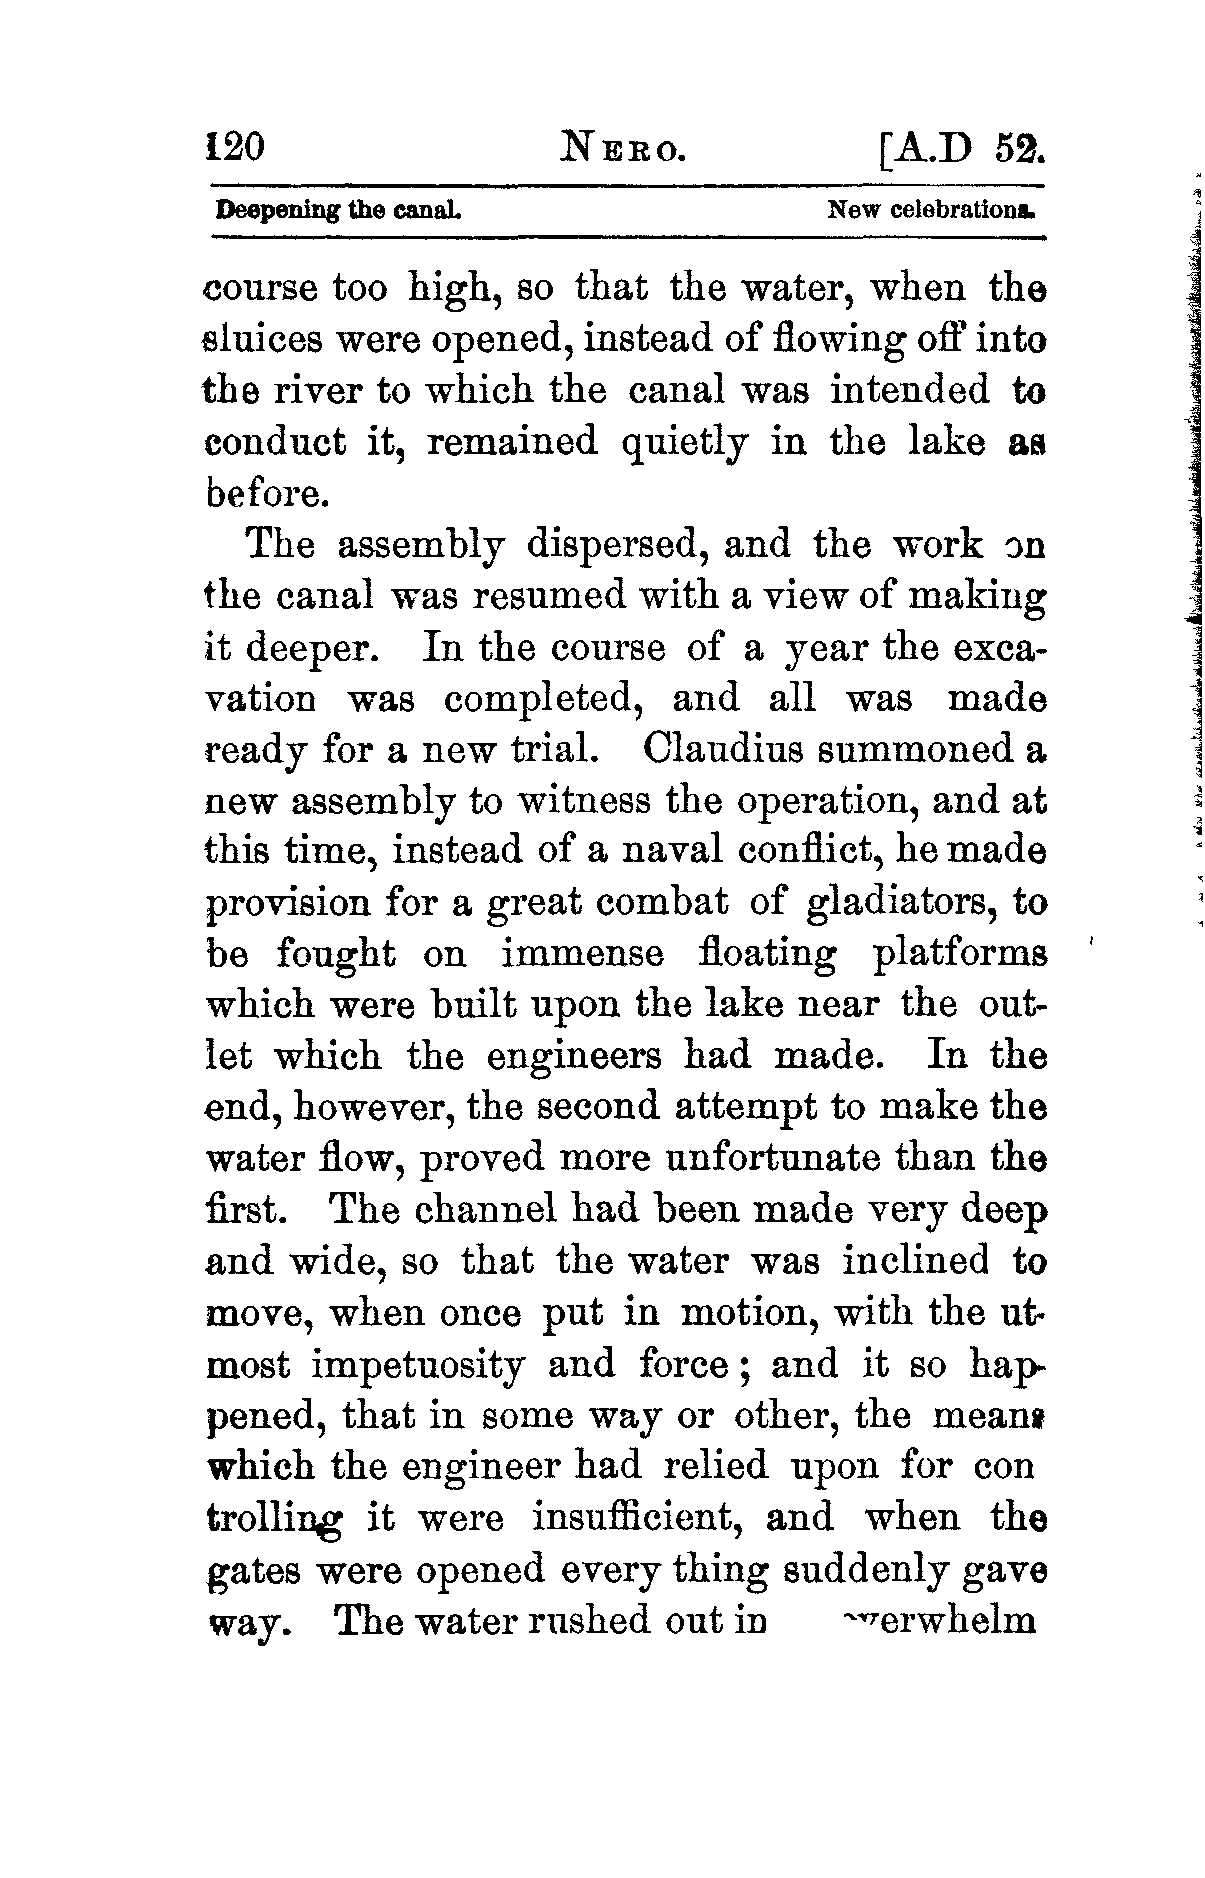 120 NERO. [A.D 52.
Deepening the canal. New celebrations.
course too high, so that the water, when the
sluices were opened, instead of flowing off into
the river to which the canal was intended to
conduct it, remained quietly in the lake as
before.
The assembly dispersed, and the work on
the canal was resumed with a view of making
it deeper. In the course of a year the exca-
vation was completed, and all was made
ready for a new trial. Claudius summoned a
new assembly to witness the operation, and at
this time, instead of a naval conflict, he made
provision for a great combat of gladiators, to
be fought on immense floating platforms
which were built upon the lake near the out-
let which the engineers had made. In the
end, however, the second attempt to make the
water flow, proved more unfortunate than the
first. The channel had been made very deep
and wide, so that the water was inclined to
move, when once put in motion, with the ut-
most impetuosity and force; and it so hap-
pened, that in some way or other, the means
which the engineer had relied upon for con
trolling it were insufficient, and when the
gates were opened every thing suddenly gave
way. The water rushed out in